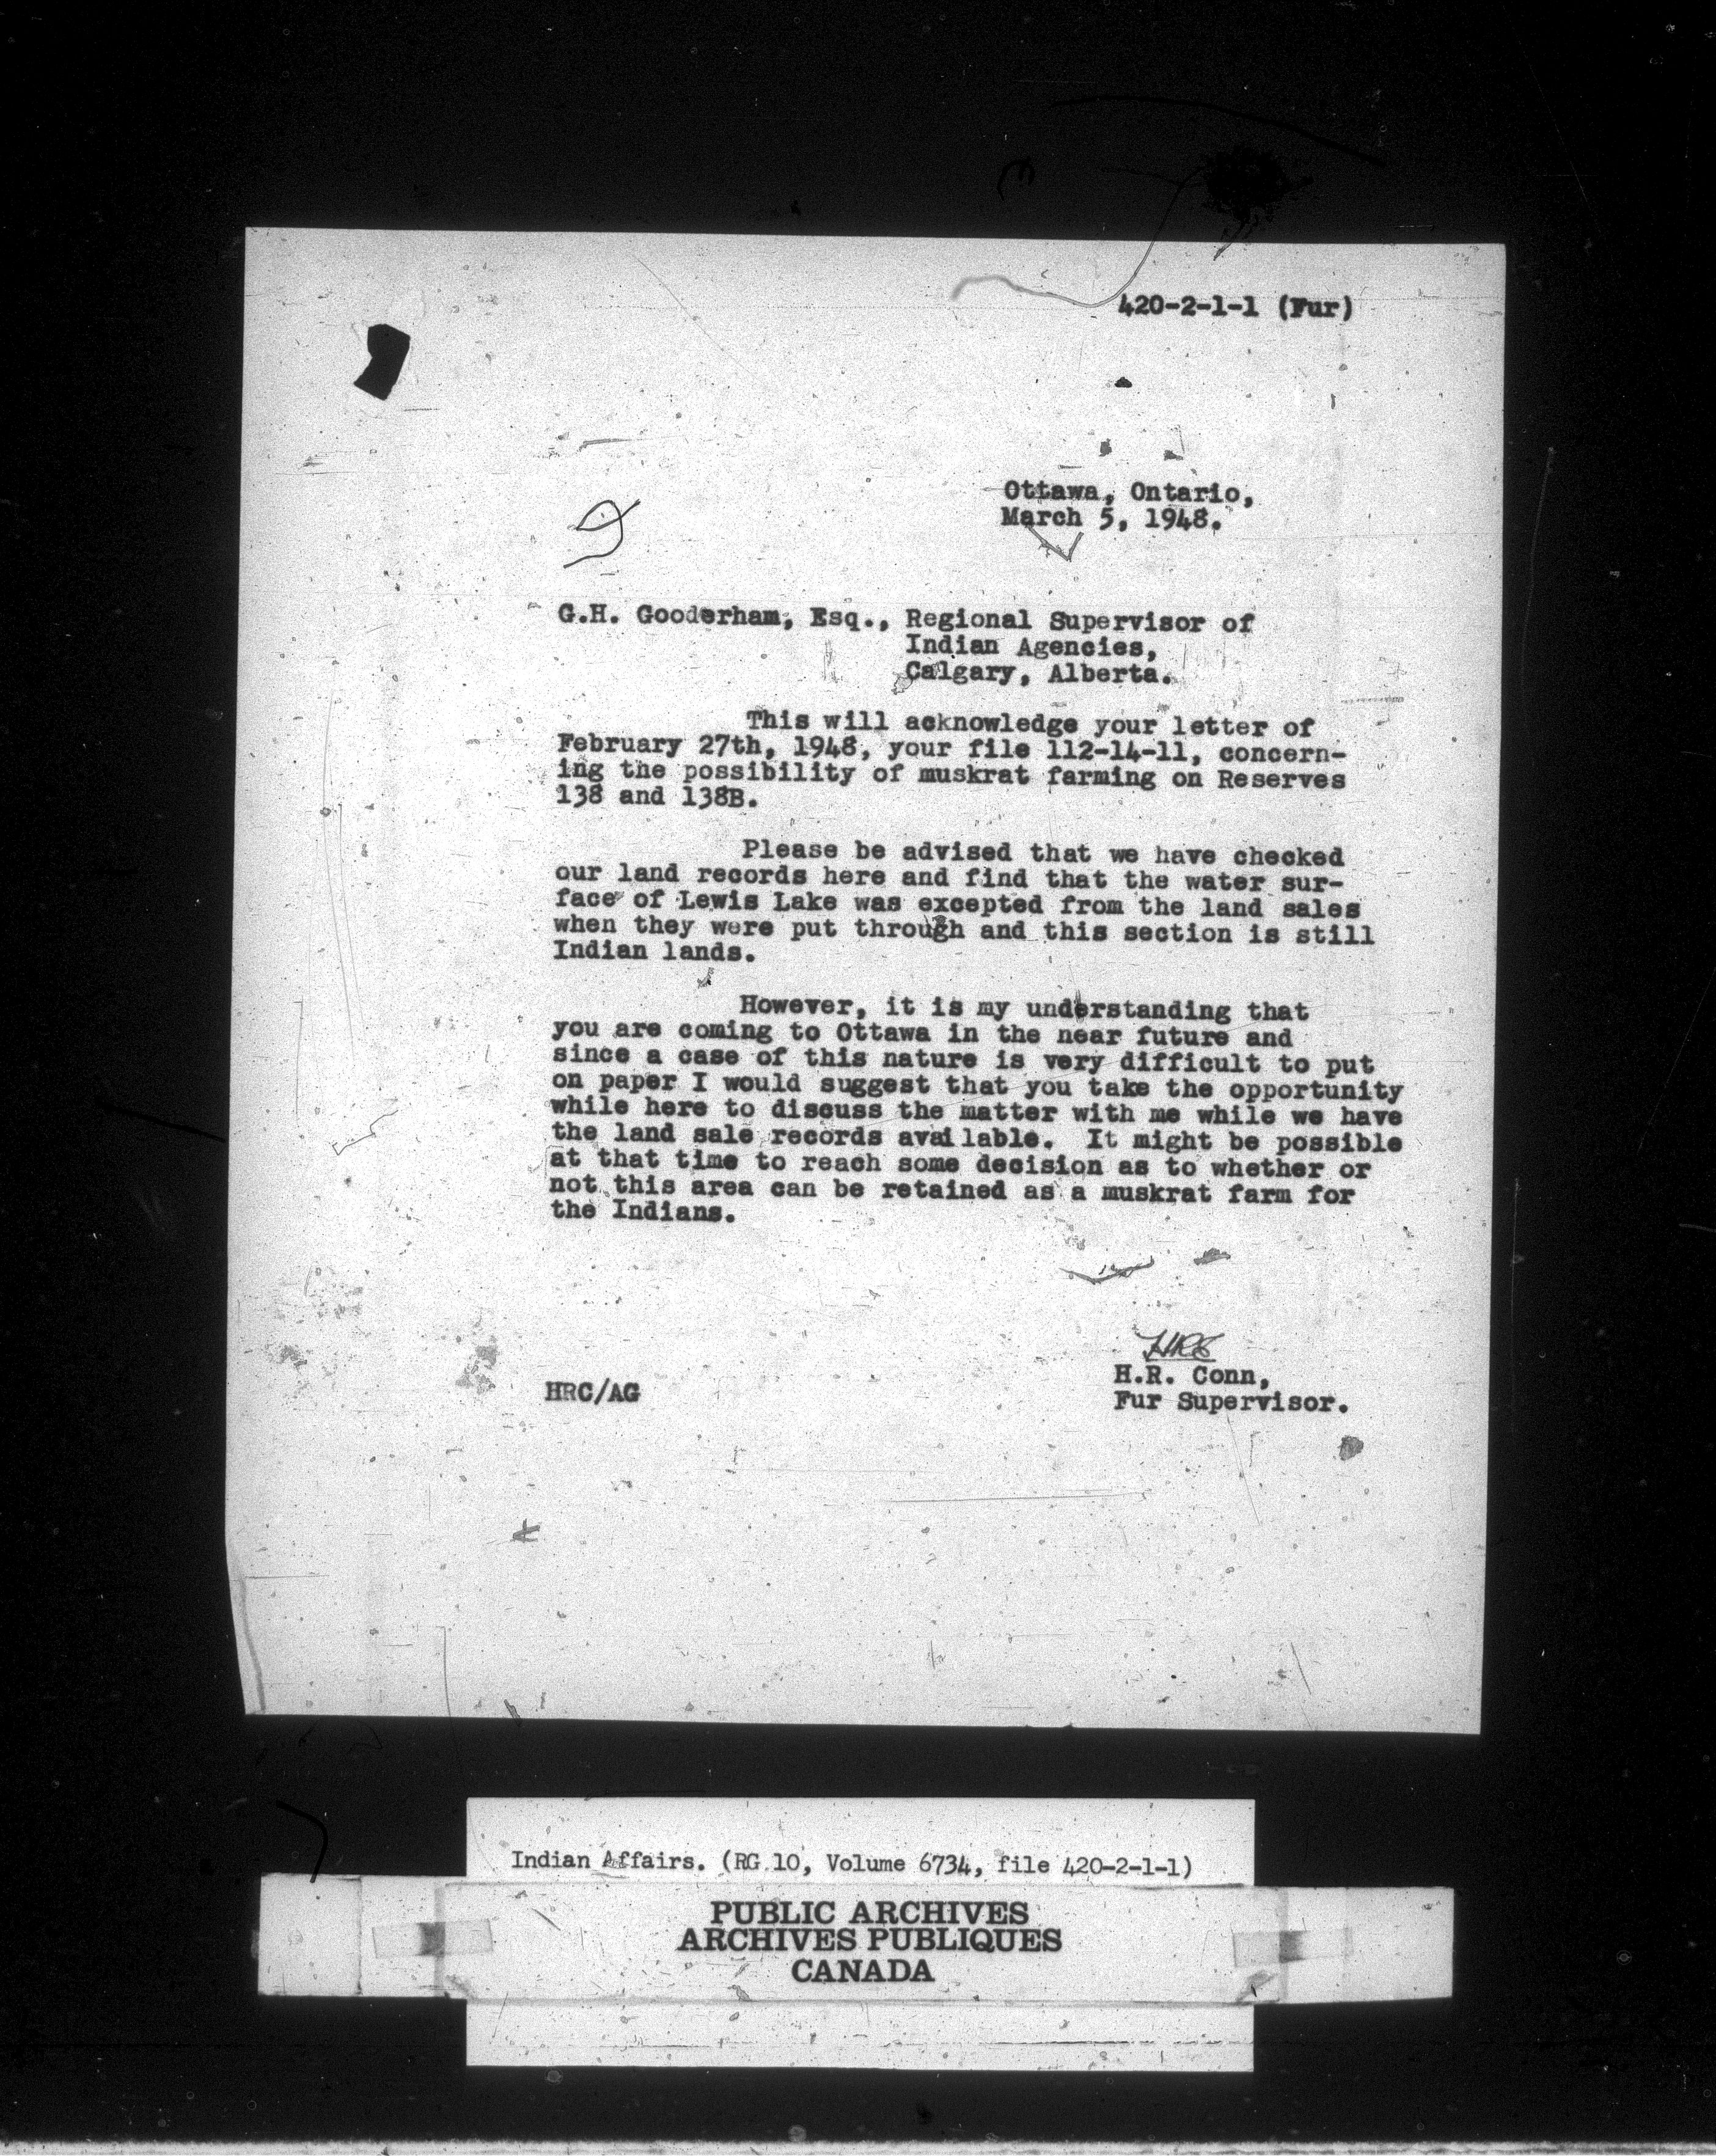 420-2-1-1 (Fur)
Ottawa, Ontario,
March 5, 1948.
G.H. Gooderham, Esq., Regional Supervisor of
Indian Agencies,
Calgary, Alberta.
This will acknowledge your letter of
February 27th, 1948, your file 112-14-11, concern-
ing the possibility of muskrat farming on Reserves
138 and 138B.
Please be advised that we have checked
our land records here and find that the water sur-
face of Lewis Lake was excepted from the land sales
when they were put through and this section is still
Indian lands.
However, it is my understanding that
you are coming to Ottawa in the near future and
since a case of this nature is very difficult to put
on paper I would suggest that you take the opportunity
while here to discuss the matter with me while we have
the land sale records available. It might be possible
at that time to reach some decision as to whether or
not this area can be retained as a muskrat farm for
the Indians.
HRC
H.R. Conn,
Fur Supervisor.
HRC/AG
Indian Affairs. (RG 10, Volume 6734, file 420-2-1-1)
PUBLIC ARCHIVES
ARCHIVES PUBLIQUES
CANADA